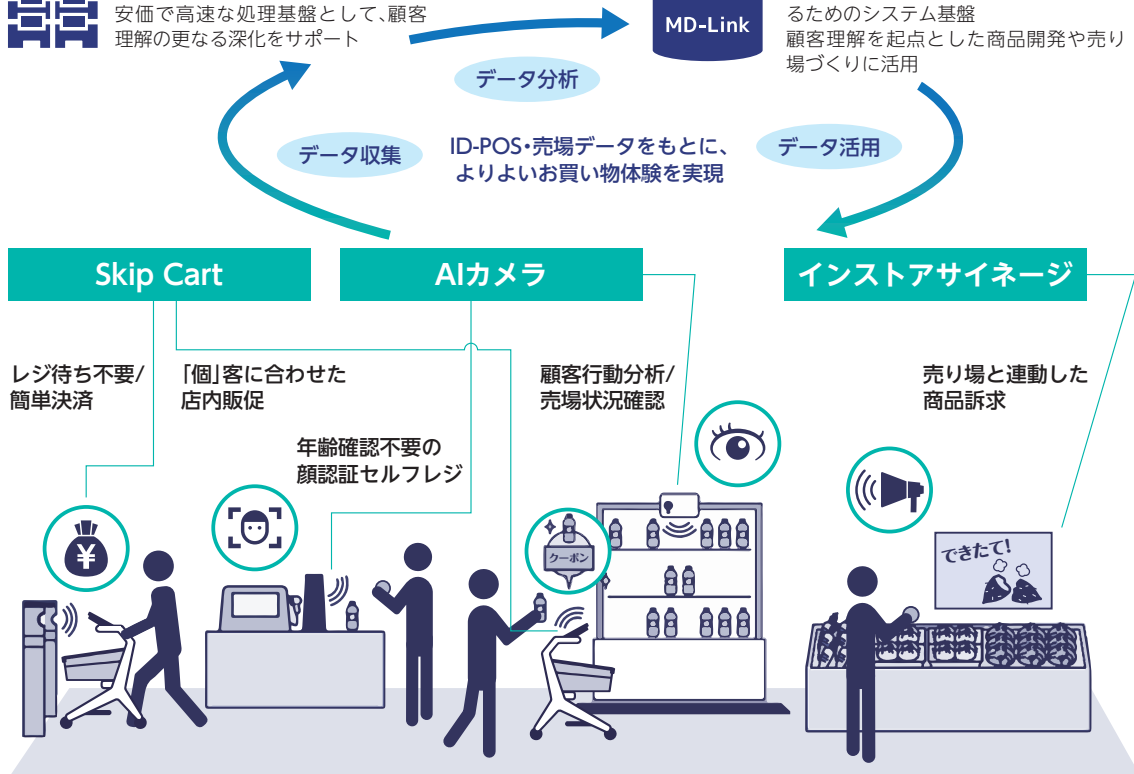 安価で高速な処理基盤として、顧客
理解の更なる深化をサポート
MD-Link
るためのシステム基盤
顧客理解を起点とした商品開発や売り
場づくりに活用
データ分析
データ収集
ID-POS・売場データをもとに、
よりよいお買い物体験を実現
データ活用
Skip Cart
AIカメラ
インストアサイネージ
レジ待ち不要/
簡単決済
「個」客に合わせた
店内販促
年齢確認不要の
顔認証セルフレジ
顧客行動分析/
売場状況確認
売り場と連動した
商品訴求
¥
クーポン
できたて!